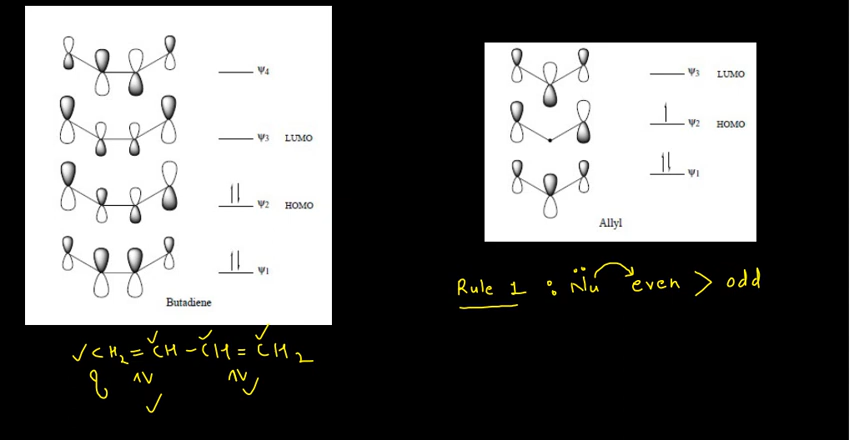 Ψ4
Ψ3 LUMO
Ψ2 HOMO
Ψ1
Butadiene
✓CH2=CH-CH=CH2
Ψ3 LUMO
Ψ2 HOMO
Ψ1
Allyl
Rule 1 : Nu even > odd